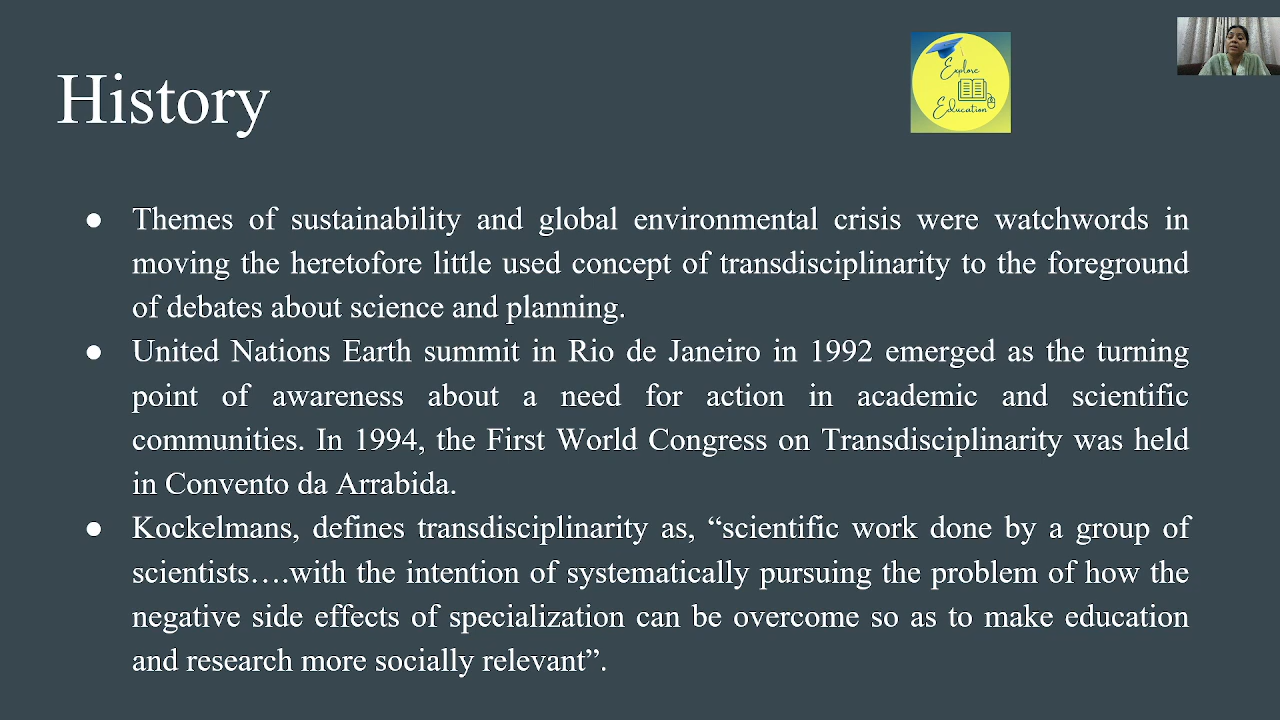 History
Explore
Education
Themes of sustainability and global environmental crisis were watchwords in
moving the heretofore little used concept of transdisciplinarity to the foreground
of debates about science and planning.
United Nations Earth summit in Rio de Janeiro in 1992 emerged as the turning
point of awareness about a need for action in academic and scientific
communities. In 1994, the First World Congress on Transdisciplinarity was held
in Convento da Arrabida.
Kockelmans, defines transdisciplinarity as, “scientific work done by a group of
scientists….with the intention of systematically pursuing the problem of how the
negative side effects of specialization can be overcome so as to make education
and research more socially relevant”.